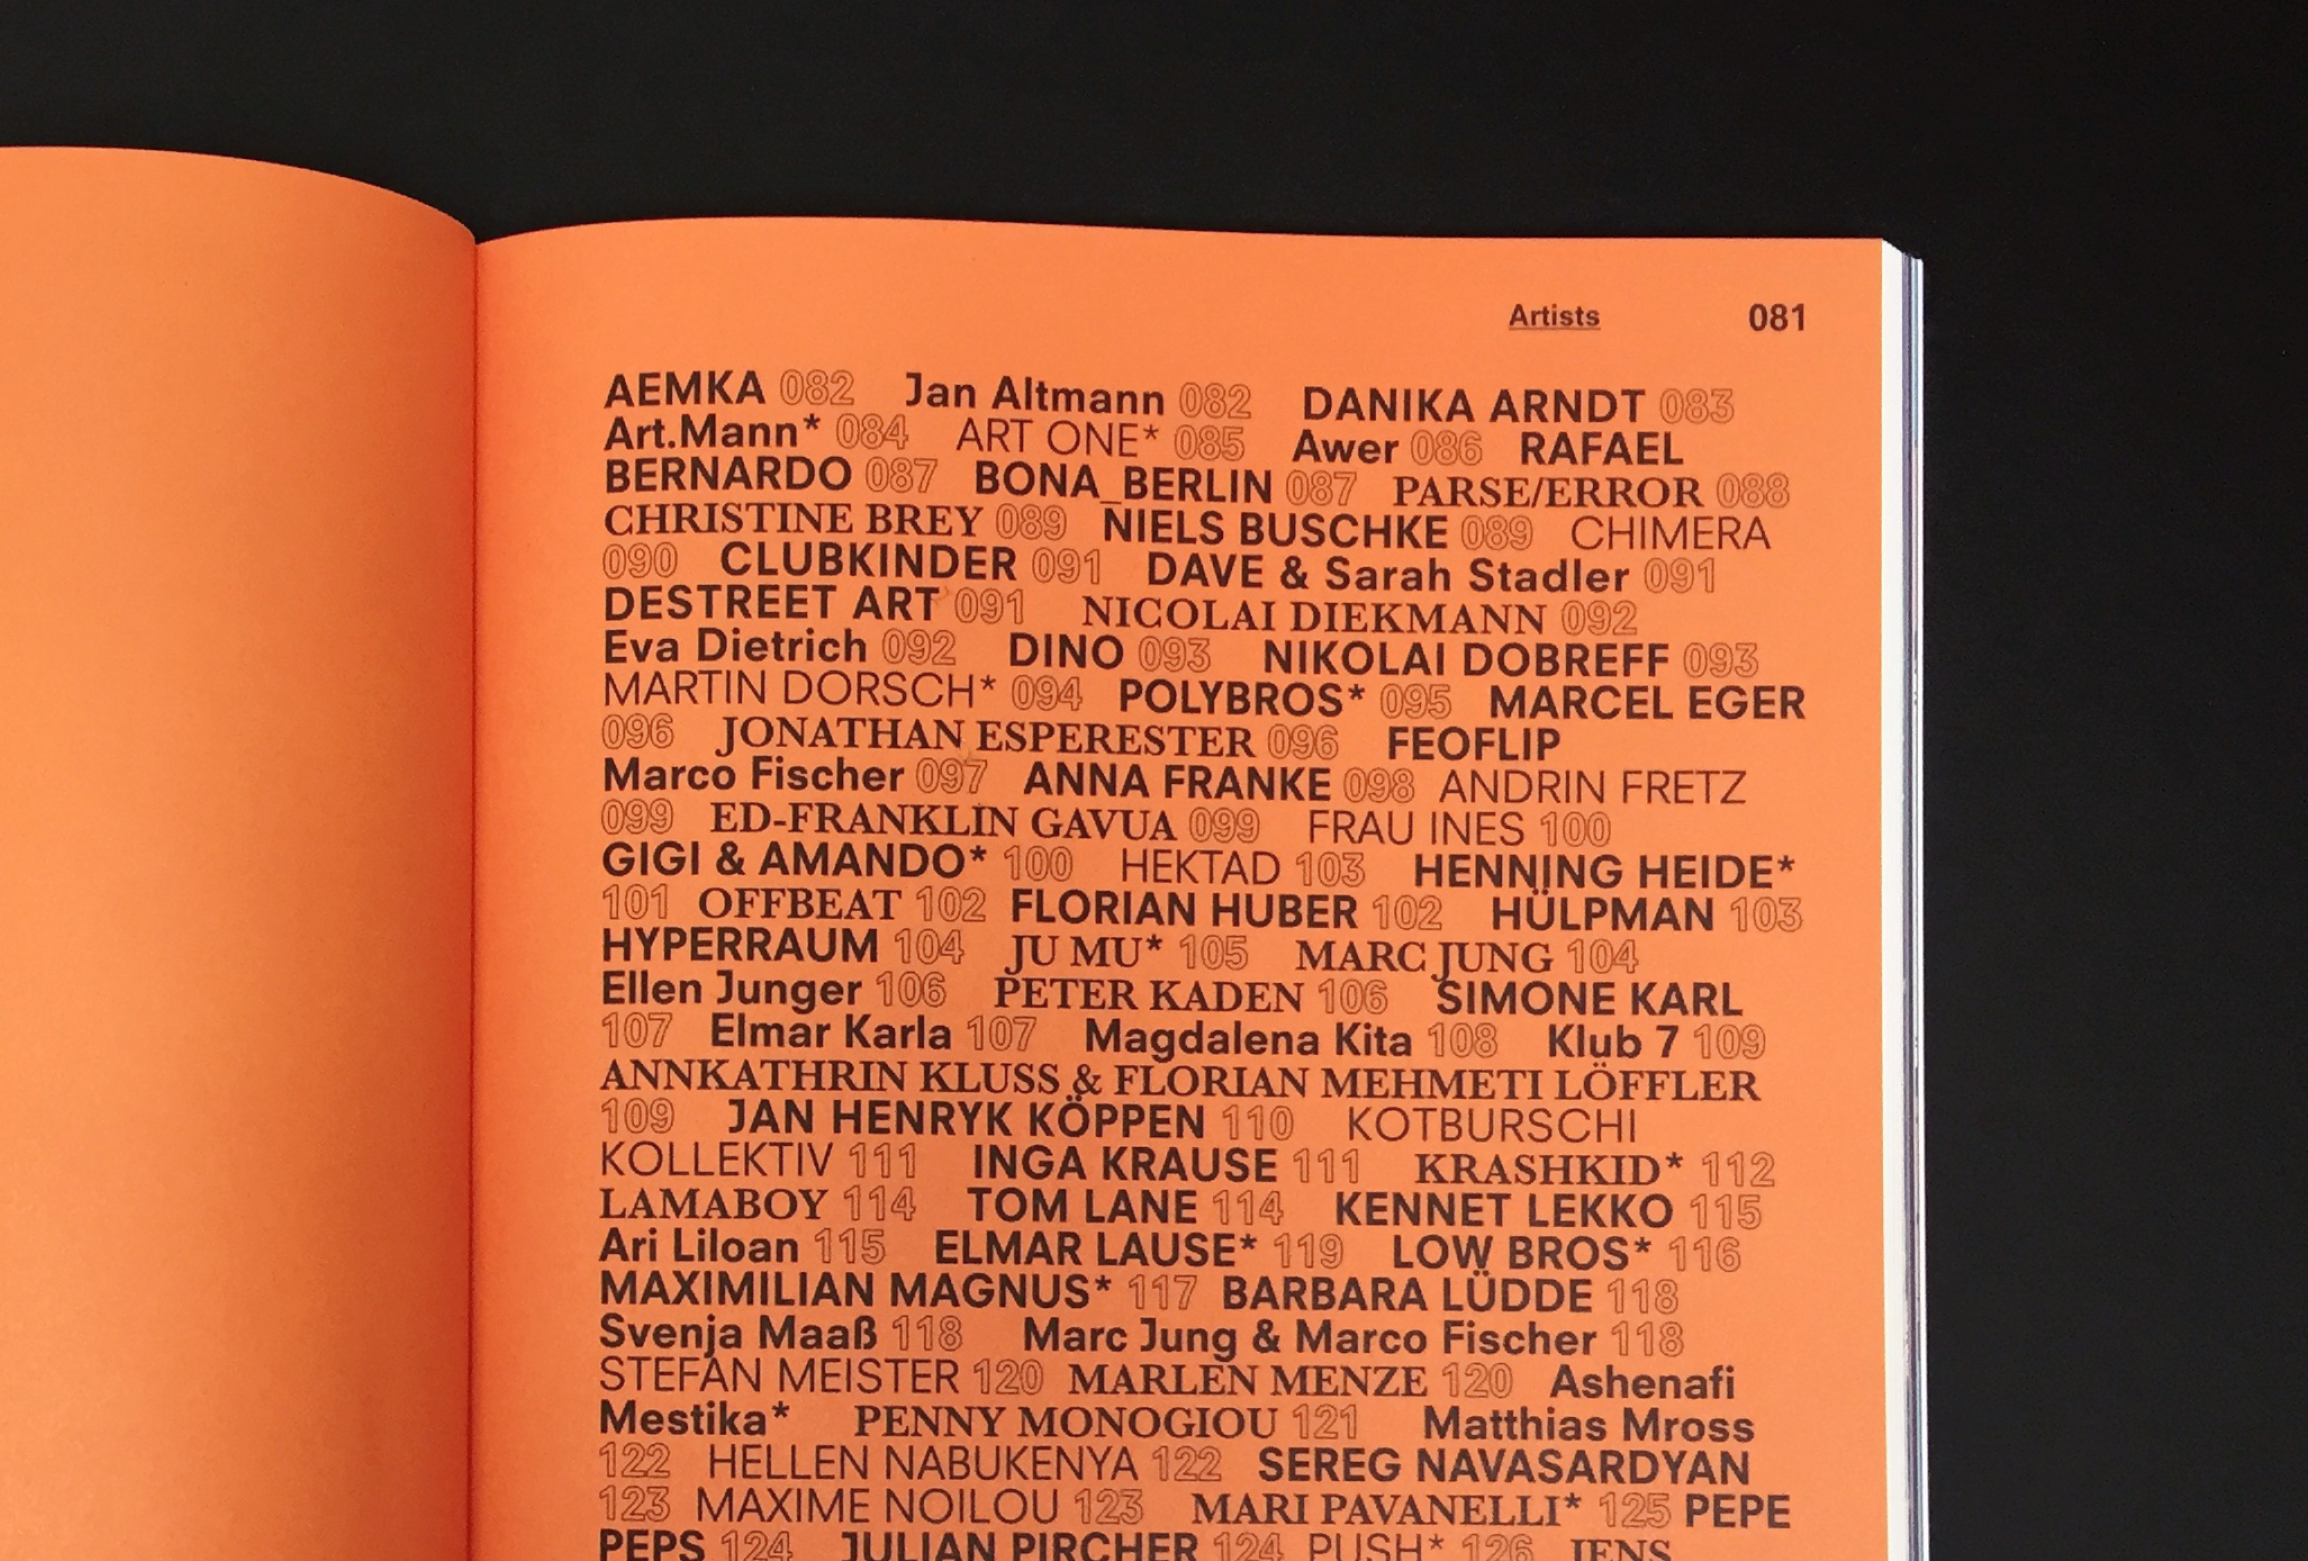 Artists 081
AEMKA 082 Jan Altmann 082 DANIKA ARNDT 083
Art.Mann* 084 ART ONE* 085 Awer 086 RAFAEL
BERNARDO 087 BONA_BERLIN 087 PARSE/ERROR 088
CHRISTINE BREY 089 NIELS BUSCHKE 089 CHIMERA
090 CLUBKINDER 091 DAVE & Sarah Stadler 091
DESTREET ART 091 NICOLAI DIEKMANN 092
Eva Dietrich 092 DINO 093 NIKOLAI DOBREFF 093
MARTIN DORSCH* 094 POLYBROS* 095 MARCEL EGER
096 JONATHAN ESPERESTER 096 FEOFLIP
Marco Fischer 097 ANNA FRANKE 098 ANDRIN FRETZ
099 ED-FRANKLIN GAVUA 099 FRAU INES 100
GIGI & AMANDO* 100 HEKTAD 103 HENNING HEIDE*
101 OFFBEAT 102 FLORIAN HUBER 102 HÜLPMAN 103
HYPERRAUM 104 JU MU* 105 MARC JUNG 104
Ellen Junger 106 PETER KADEN 106 SIMONE KARL
107 Elmar Karla 107 Magdalena Kita 108 Klub 7 109
ANNKATHRIN KLUSS & FLORIAN MEHMETI LÖFFLER
109 JAN HENRYK KÖPPEN 110 KOTBURSCHI
KOLLEKTIV 111 INGA KRAUSE 111 KRASHKID* 112
LAMABOY 114 TOM LANE 114 KENNET LEKKO 115
Ari Liloan 115 ELMAR LAUSE* 119 LOW BROS* 116
MAXIMILIAN MAGNUS* 117 BARBARA LÜDDE 118
Svenja Maaß 118 Marc Jung & Marco Fischer 118
STEFAN MEISTER 120 MARLEN MENZE 120 Ashenafi
Mestika* PENNY MONOGIOU 121 Matthias Mross
122 HELLEN NABUKENYA 122 SEREG NAVASARDYAN
123 MAXIME NOILOU 123 MARI PAVANELLI* 125 PEPE
PEPS 124 JULIAN PIRCHER 124 PUSH* 126 JENS